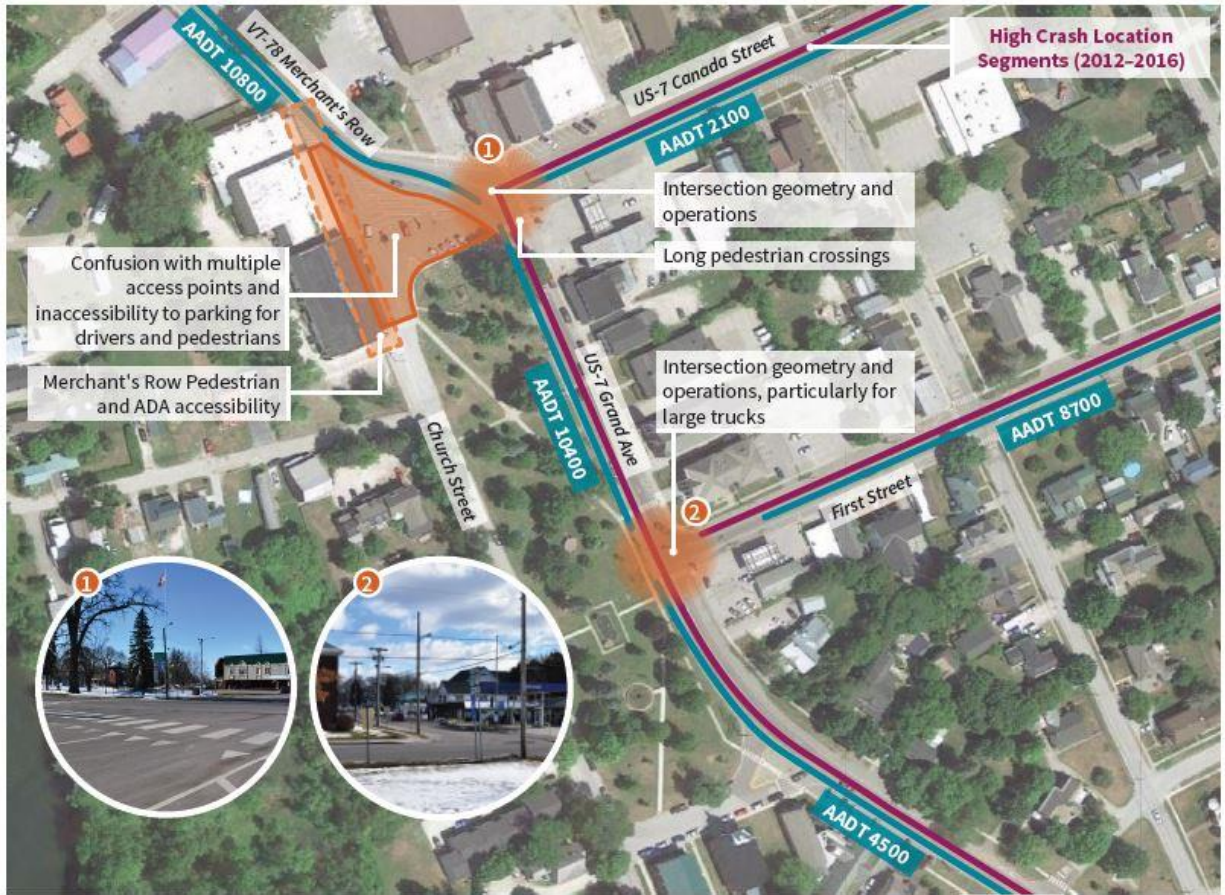 AADT 10800
VT-78 Merchant's Row
US-7 Canada Street
AADT 2100
High Crash Location
Segments (2012–2016)
1
Intersection geometry and
operations
Long pedestrian crossings
Confusion with multiple
access points and
inaccessibility to parking for
drivers and pedestrians
Merchant's Row Pedestrian
and ADA accessibility
Church Street
AADT 10400
US-7 Grand Ave
Intersection geometry and
operations, particularly for
large trucks
2
First Street
AADT 8700
1
2
AADT 4500